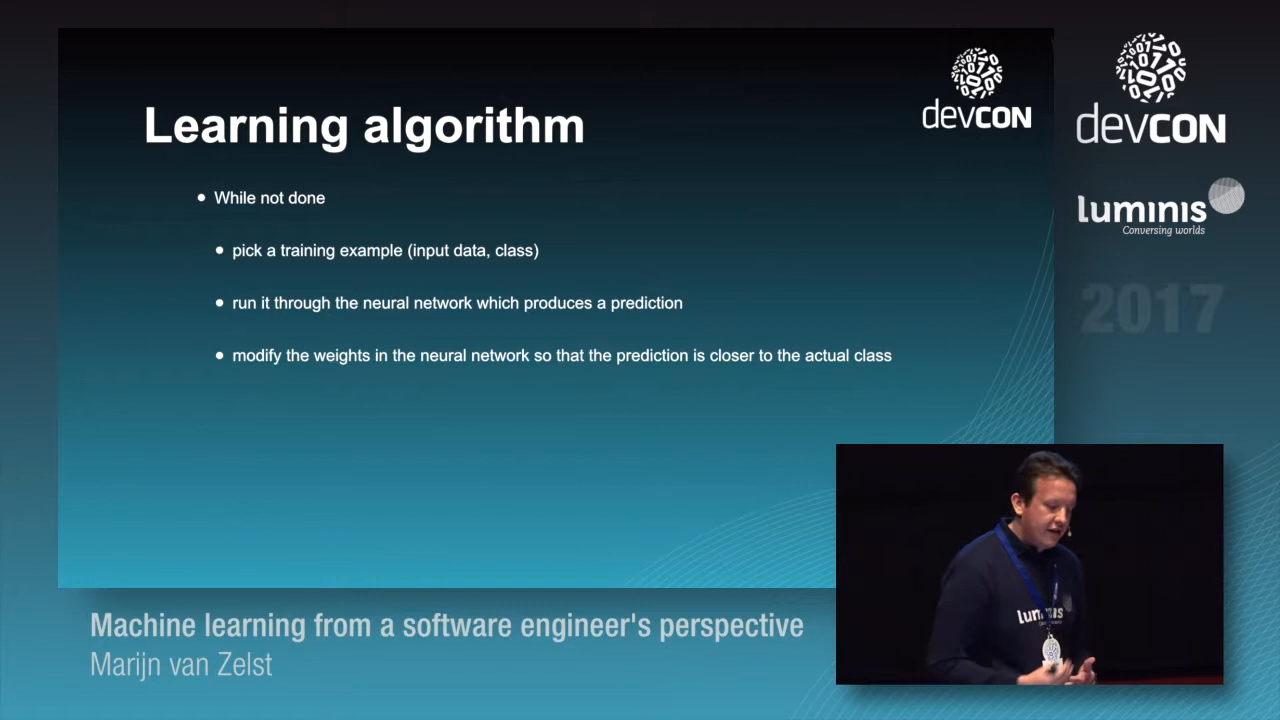 Learning algorithm
• While not done
• pick a training example (input data, class)
• run it through the neural network which produces a prediction
• modify the weights in the neural network so that the prediction is closer to the actual class
devcon
devcon
luminis
Conversing worlds
2017
luminis
Machine learning from a software engineer's perspective
Marijn van Zelst